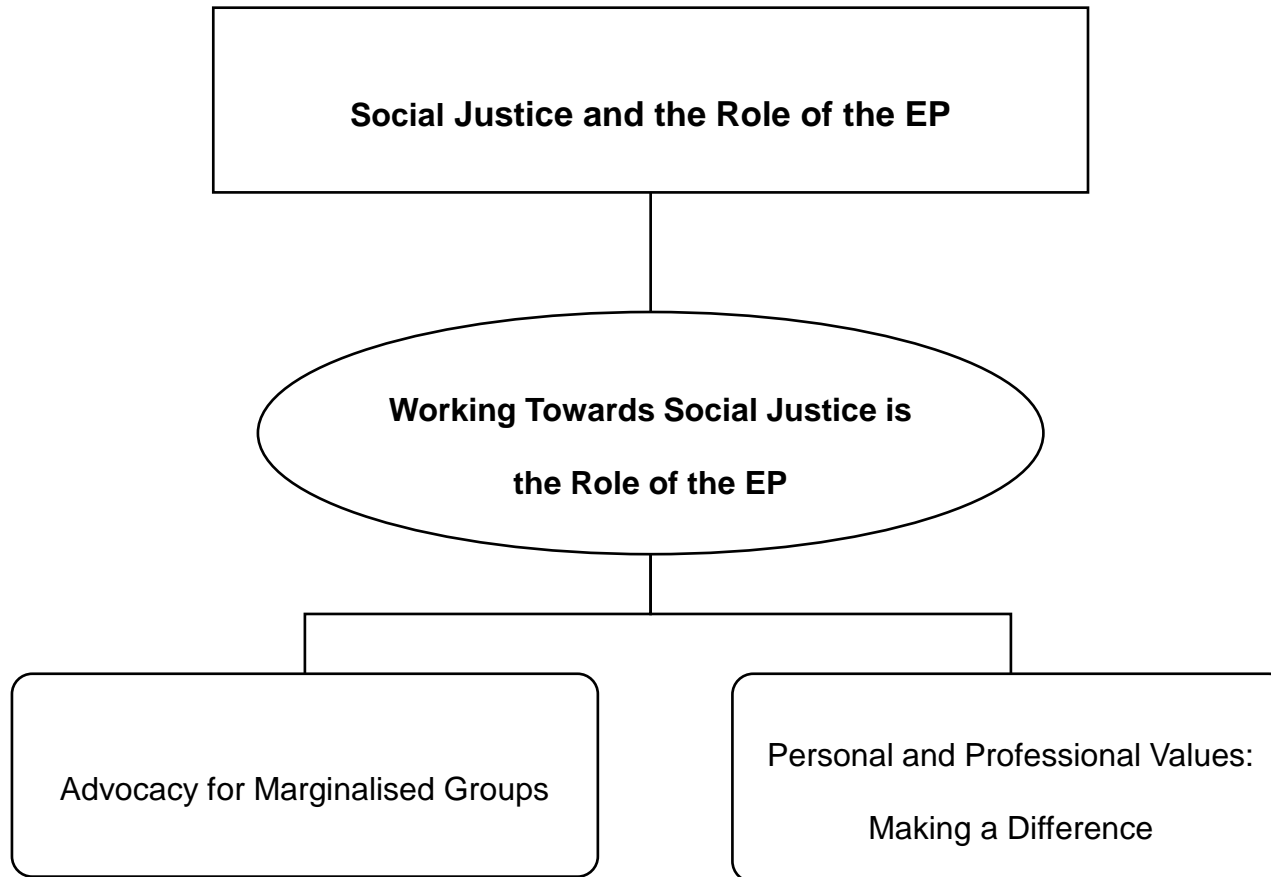 Social Justice and the Role of the EP
Working Towards Social Justice is
the Role of the EP
Advocacy for Marginalised Groups
Personal and Professional Values:
Making a Difference